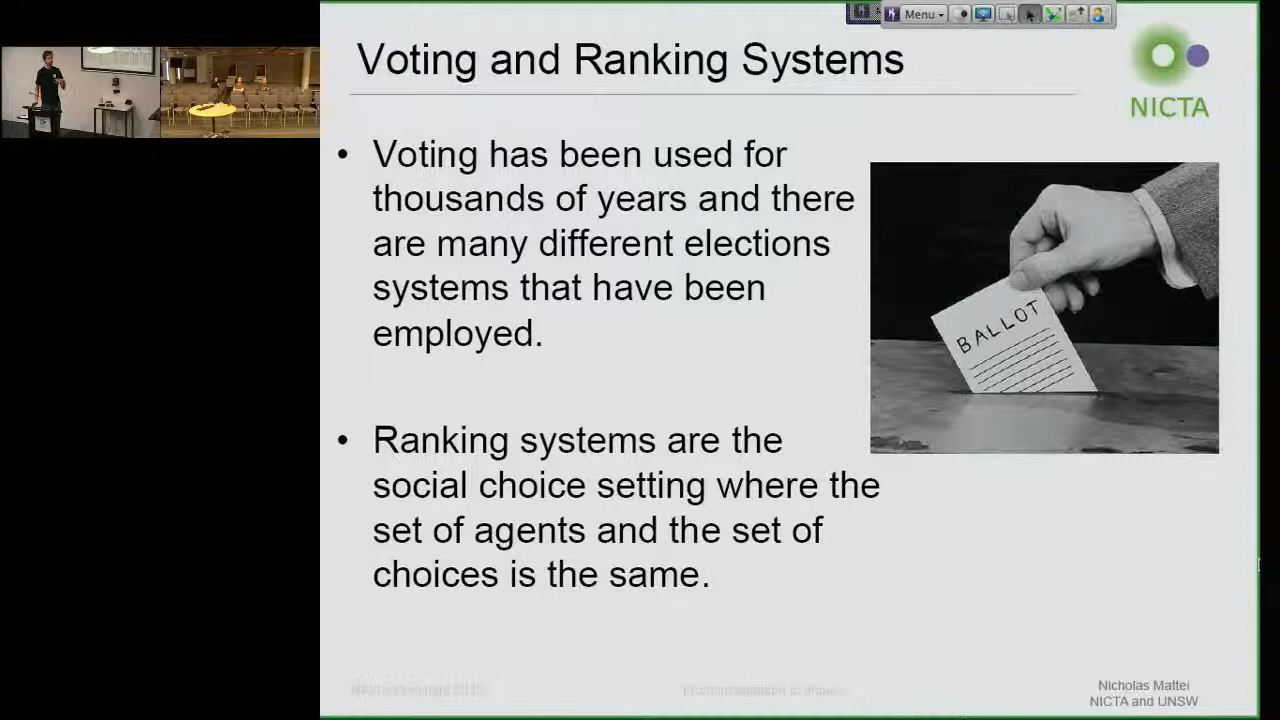 Menu
Voting and Ranking Systems
NICTA
• Voting has been used for
thousands of years and there
are many different elections
systems that have been
employed.
BALLOT
• Ranking systems are the
social choice setting where the
set of agents and the set of
choices is the same.
Nicholas Mattei
NICTA and UNSW